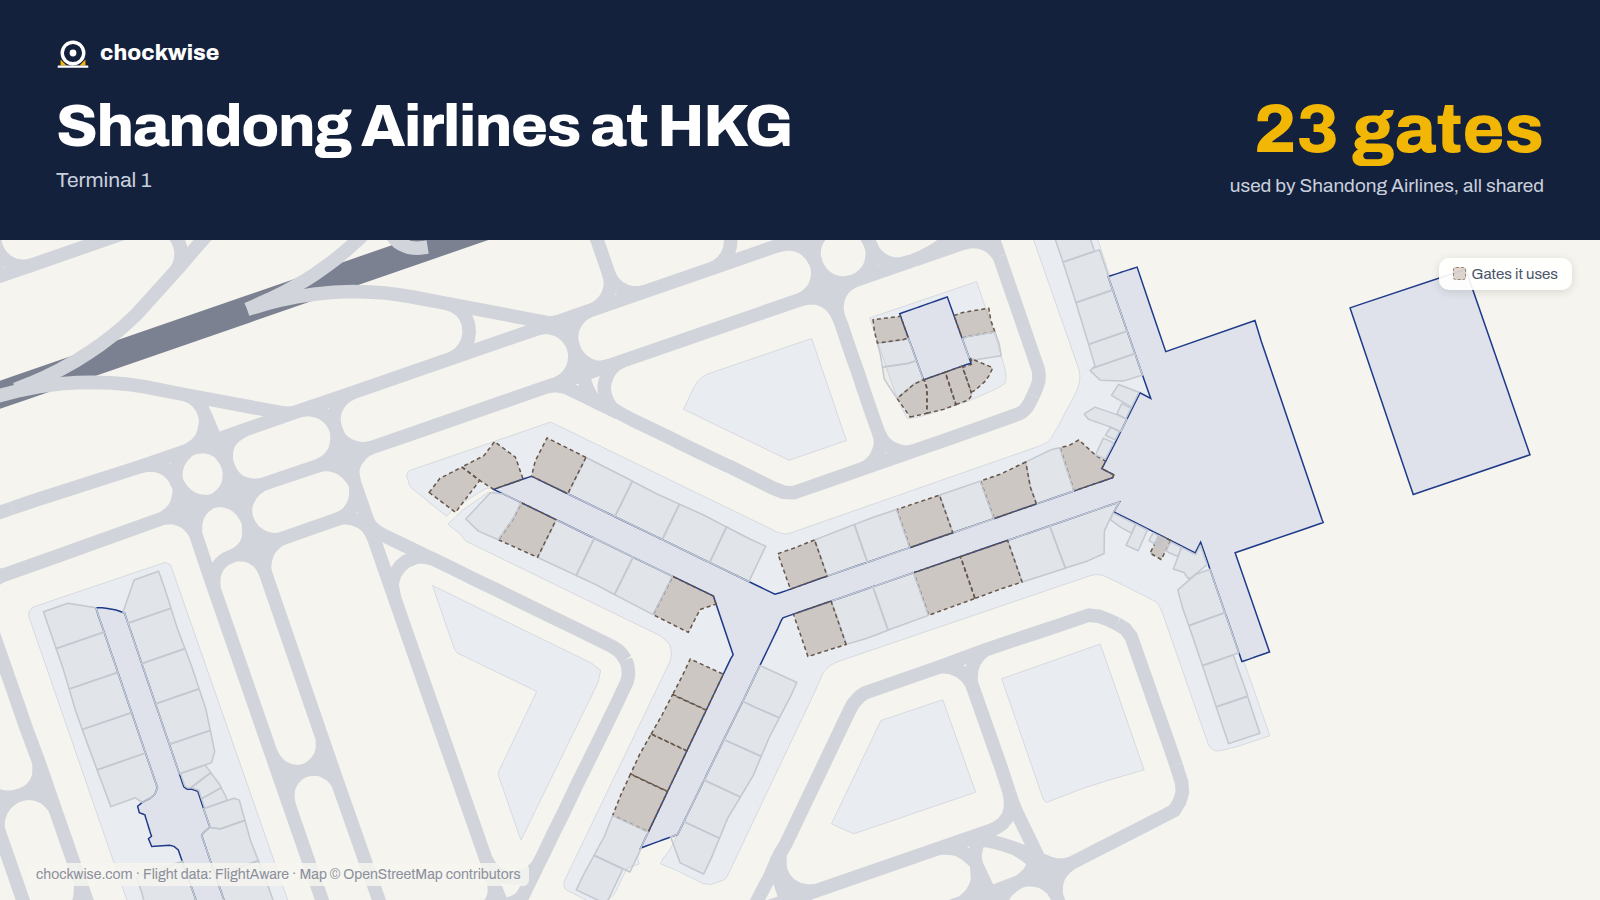 chockwise
Shandong Airlines at HKG
Terminal 1
23 gates
used by Shandong Airlines, all shared
Gates it uses
chockwise.com · Flight data: FlightAware · Map © OpenStreetMap contributors